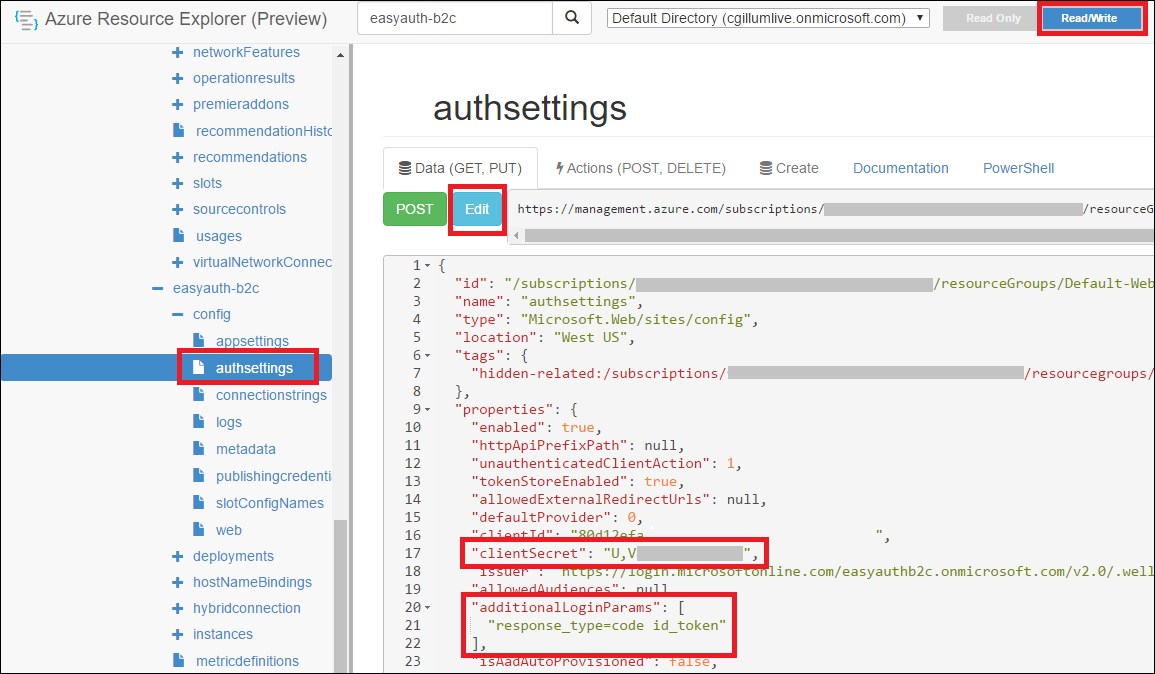 Azure Resource Explorer (Preview)
easyauth-b2c
Default Directory (cgillumlive.onmicrosoft.com)
Read Only
Read/Write
networkFeatures
operationresults
premieraddons
recommendationHisto
recommendations
slots
sourcecontrols
usages
virtualNetworkConnec
easyauth-b2c
config
appsettings
authsettings
connectionstrings
logs
metadata
publishingcredenti
slotConfigNames
web
deployments
hostNameBindings
hybridconnection
instances
metricdefinitions
authsettings
Data (GET, PUT)
Actions (POST, DELETE)
Create
Documentation
PowerShell
POST
Edit
https://management.azure.com/subscriptions/ /resourceG
1 {
2 "id": "/subscriptions/ /resourceGroups/Default-Web
3 "name": "authsettings",
4 "type": "Microsoft.Web/sites/config",
5 "location": "West US",
6 "tags": {
7 "hidden-related:/subscriptions/ /resourcegroups/
8 },
9 "properties": {
10 "enabled": true,
11 "httpApiPrefixPath": null,
12 "unauthenticatedClientAction": 1,
13 "tokenStoreEnabled": true,
14 "allowedExternalRedirectUrls": null,
15 "defaultProvider": 0,
16 "clientId": "80d12efa ",
17 "clientSecret": "U,V ",
18 "issuer": "https://login.microsoftonline.com/easyauthb2c.onmicrosoft.com/v2.0/.well
19 "allowedAudiences": null,
20 "additionalLoginParams": [
21 "response_type=code id_token"
22 ],
23 "isAadAutoProvisioned": false,